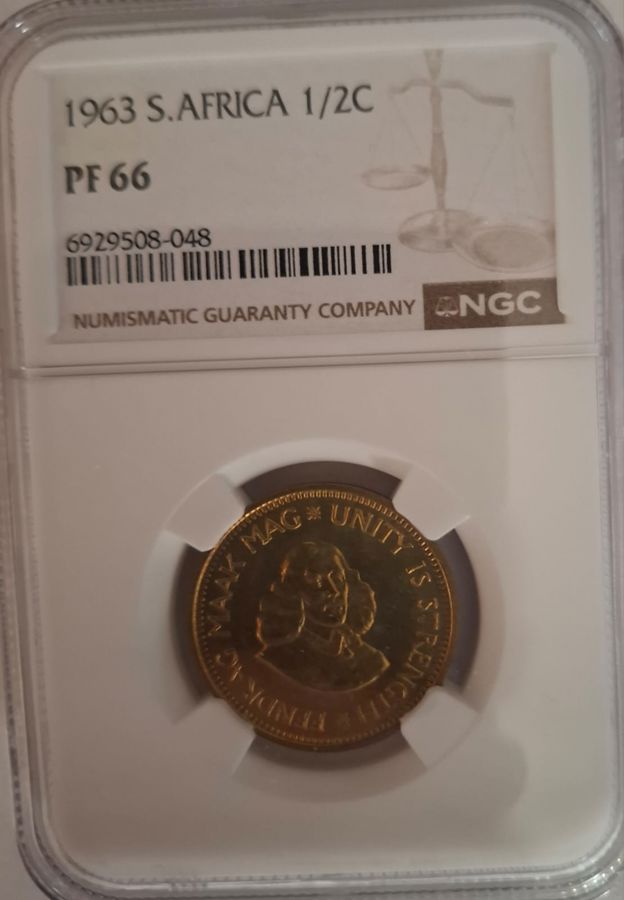 1963 S.AFRICA 1/2C
PF 66
6929508-048
NUMISMATIC GUARANTY COMPANY
NGC
EENDRAG MAAK MAG * UNITY IS STRENGTH *